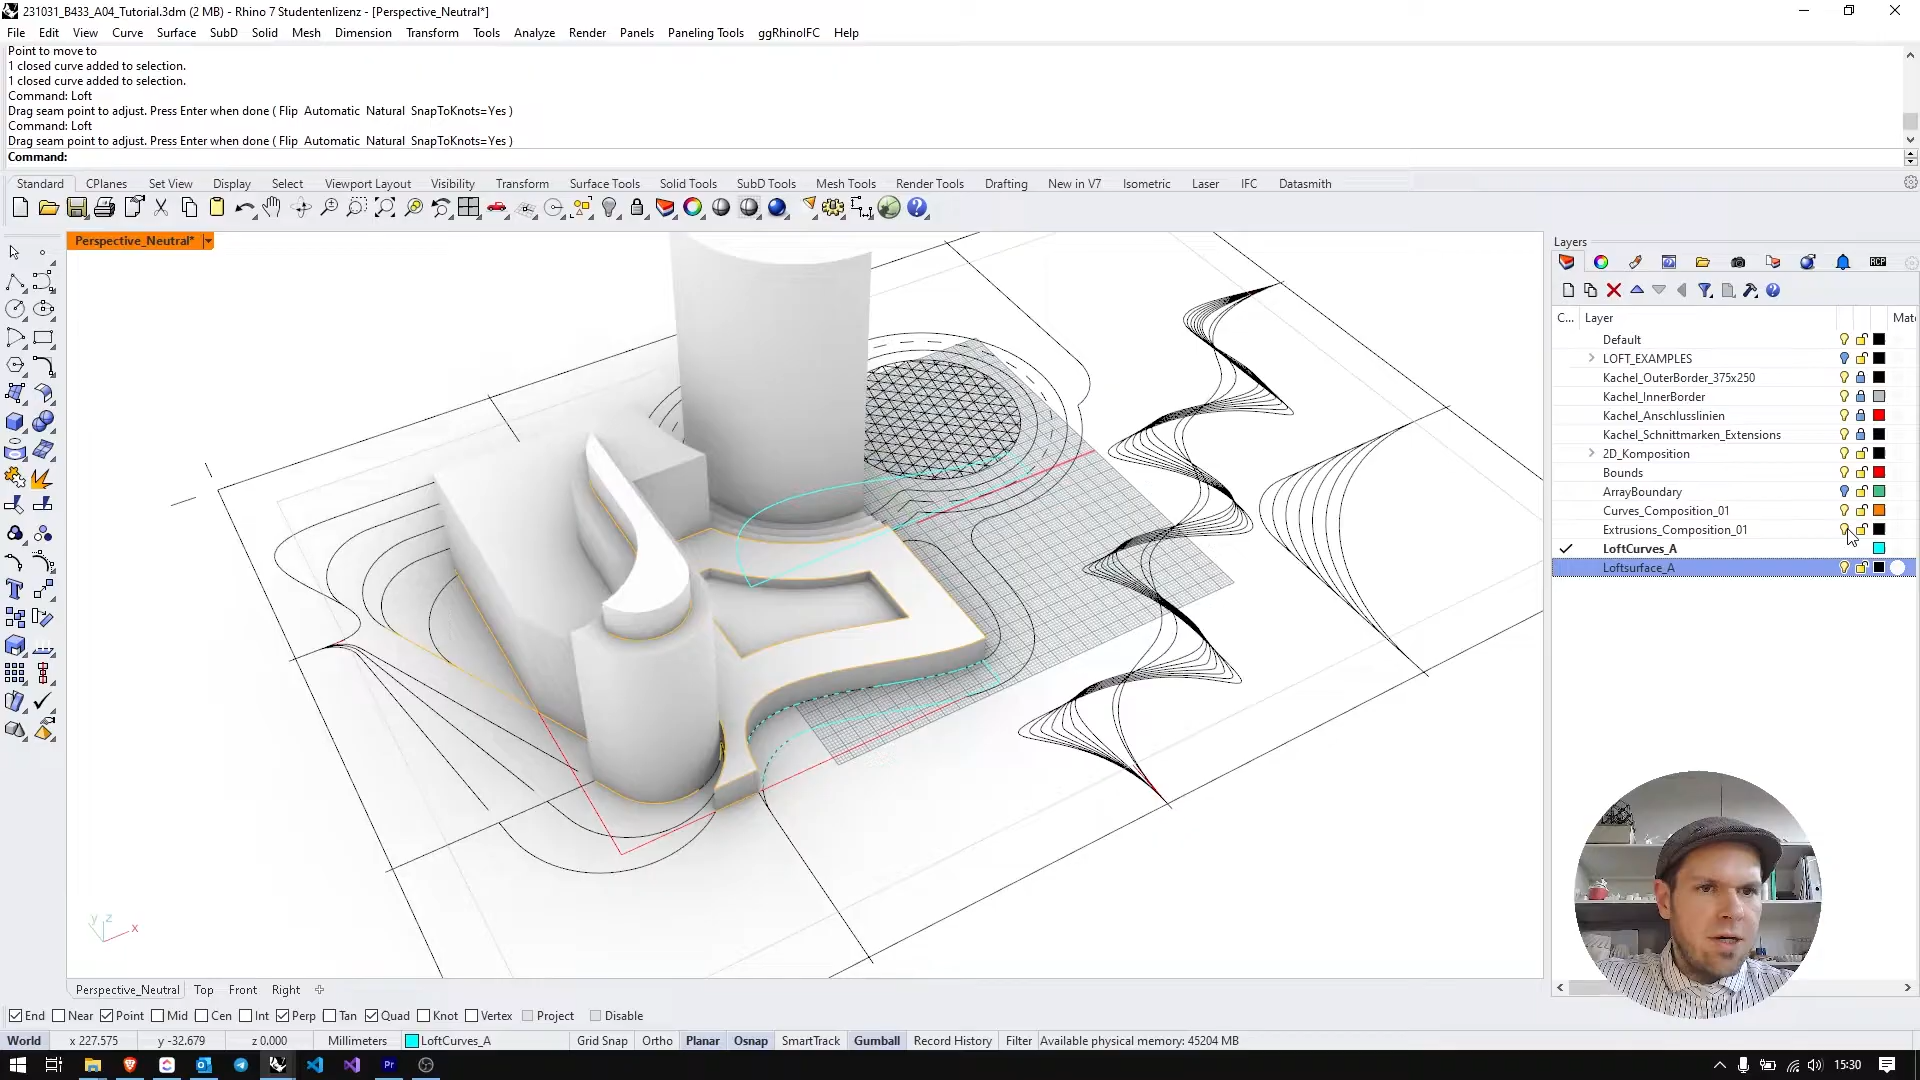 231031_B433_A04_Tutorial.3dm (2 MB) - Rhino 7 Studentenlizenz - [Perspective_Neutral*]
File Edit View Curve Surface SubD Solid Mesh Dimension Transform Tools Analyze Render Panels Paneling Tools ggRhinoIFC Help
Point to move to
1 closed curve added to selection.
1 closed curve added to selection.
Command: Loft
Drag seam point to adjust. Press Enter when done ( Flip Automatic Natural SnapToKnots=Yes )
Command: Loft
Drag seam point to adjust. Press Enter when done ( Flip Automatic Natural SnapToKnots=Yes )
Command:
Standard CPlanes Set View Display Select Viewport Layout Visibility Transform Surface Tools Solid Tools SubD Tools Mesh Tools Render Tools Drafting New in V7 Isometric Laser IFC Datasmith
Perspective_Neutral*
Layers
RCP
C... Layer Mate
Default
LOFT_EXAMPLES
Kachel_OuterBorder_375x250
Kachel_InnerBorder
Kachel_Anschlusslinien
Kachel_Schnittmarken_Extensions
2D_Komposition
Bounds
ArrayBoundary
Curves_Composition_01
Extrusions_Composition_01
LoftCurves_A
Loftsurface_A
y z x
Perspective_Neutral Top Front Right
End Near Point Mid Cen Int Perp Tan Quad Knot Vertex Project Disable
World x 227.575 y -32.679 z 0.000 Millimeters LoftCurves_A Grid Snap Ortho Planar Osnap SmartTrack Gumball Record History Filter Available physical memory: 45204 MB
Pr 15:30